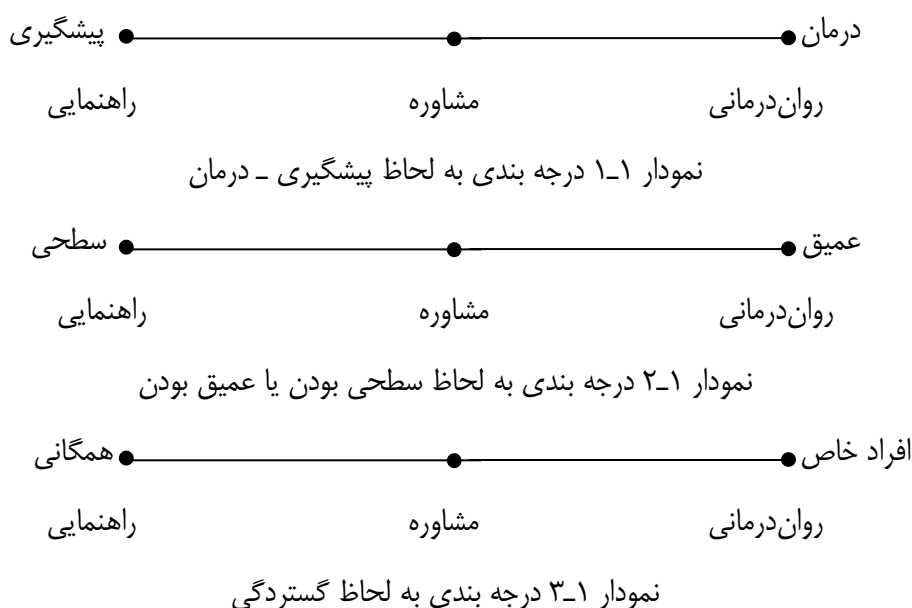 درمان پیشگیری
روان‌درمانی مشاوره راهنمایی
نمودار ۱ـ۱ درجه بندی به لحاظ پیشگیری ـ درمان
عمیق سطحی
روان‌درمانی مشاوره راهنمایی
نمودار ۱ـ۲ درجه بندی به لحاظ سطحی بودن یا عمیق بودن
افراد خاص همگانی
روان‌درمانی مشاوره راهنمایی
نمودار ۱ـ۳ درجه بندی به لحاظ گستردگی